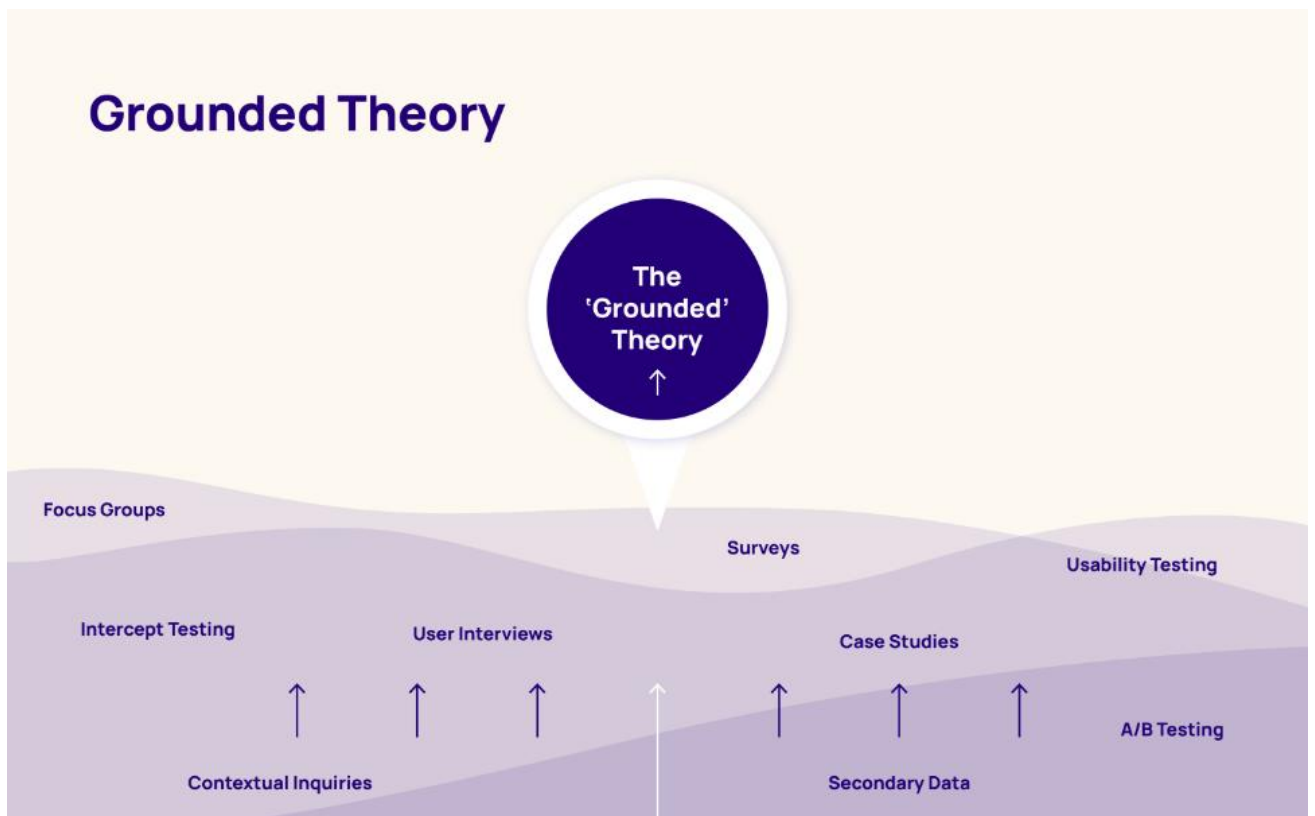 Grounded Theory
The
‘Grounded’
Theory
Focus Groups
Surveys
Usability Testing
Intercept Testing
User Interviews
Case Studies
A/B Testing
Contextual Inquiries
Secondary Data